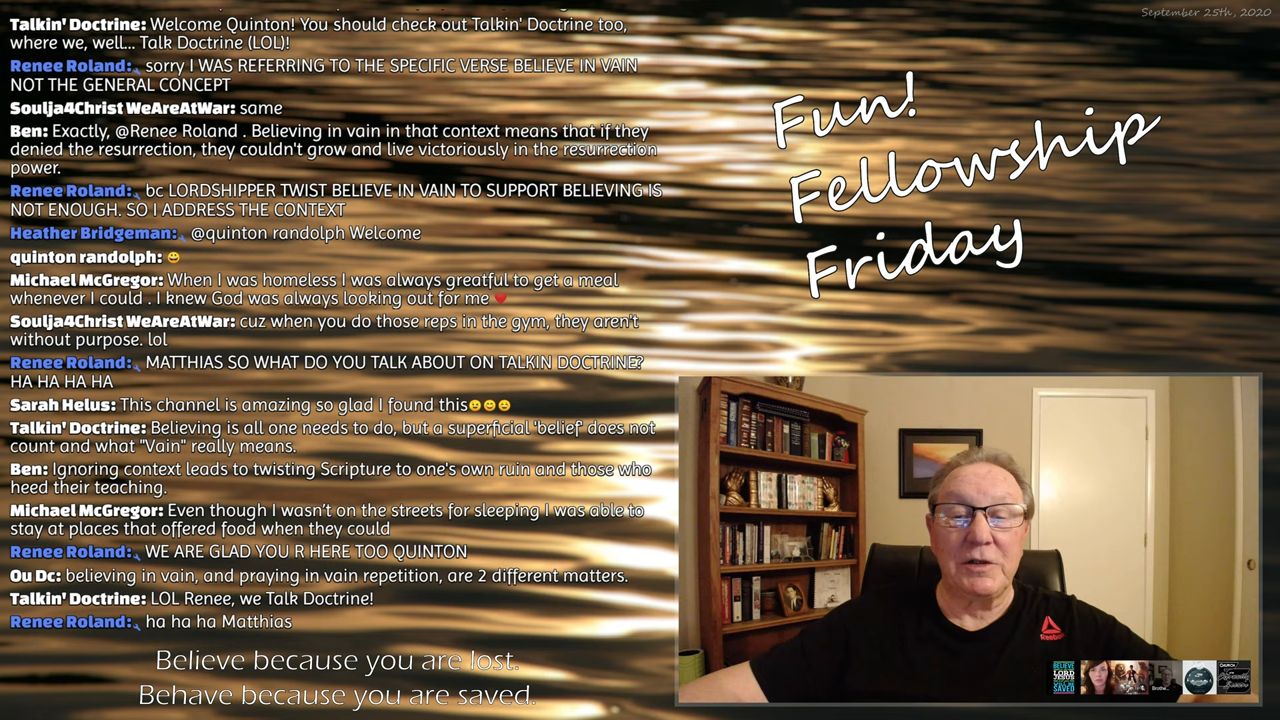 Talkin' Doctrine: Welcome Quinton! You should check out Talkin' Doctrine too,
where we, well... Talk Doctrine (LOL)!
Renee Roland: sorry I WAS REFERRING TO THE SPECIFIC VERSE BELIEVE IN VAIN
NOT THE GENERAL CONCEPT
Soulja4Christ WeAreAtWar: same
Ben: Exactly, @Renee Roland . Believing in vain in that context means that if they
denied the resurrection, they couldn't grow and live victoriously in the resurrection
power.
Renee Roland: bc LORDSHIPPER TWIST BELIEVE IN VAIN TO SUPPORT BELIEVING IS
NOT ENOUGH. SO I ADDRESS THE CONTEXT
Heather Bridgeman: @quinton randolph Welcome
quinton randolph: 😀
Michael McGregor: When I was homeless I was always greatful to get a meal
whenever I could . I knew God was always looking out for me ❤
Soulja4Christ WeAreAtWar: cuz when you do those reps in the gym, they aren't
without purpose. lol
Renee Roland: MATTHIAS SO WHAT DO YOU TALK ABOUT ON TALKIN DOCTRINE?
HA HA HA HA
Sarah Helus: This channel is amazing so glad I found this
Talkin' Doctrine: Believing is all one needs to do, but a superficial 'belief' does not
count and what "Vain" really means.
Ben: Ignoring context leads to twisting Scripture to one's own ruin and those who
heed their teaching.
Michael McGregor: Even though I wasn't on the streets for sleeping I was able to
stay at places that offered food when they could
Renee Roland: WE ARE GLAD YOU R HERE TOO QUINTON
Ou Dc: believing in vain, and praying in vain repetition, are 2 different matters.
Talkin' Doctrine: LOL Renee, we Talk Doctrine!
Renee Roland: ha ha ha Matthias
Believe because you are lost.
Behave because you are saved.
September 25th, 2020
Fun!
Fellowship
Friday
Reebok
BELIEVE
LORD
JESUS
SAVED
Brothe...
CHURCH